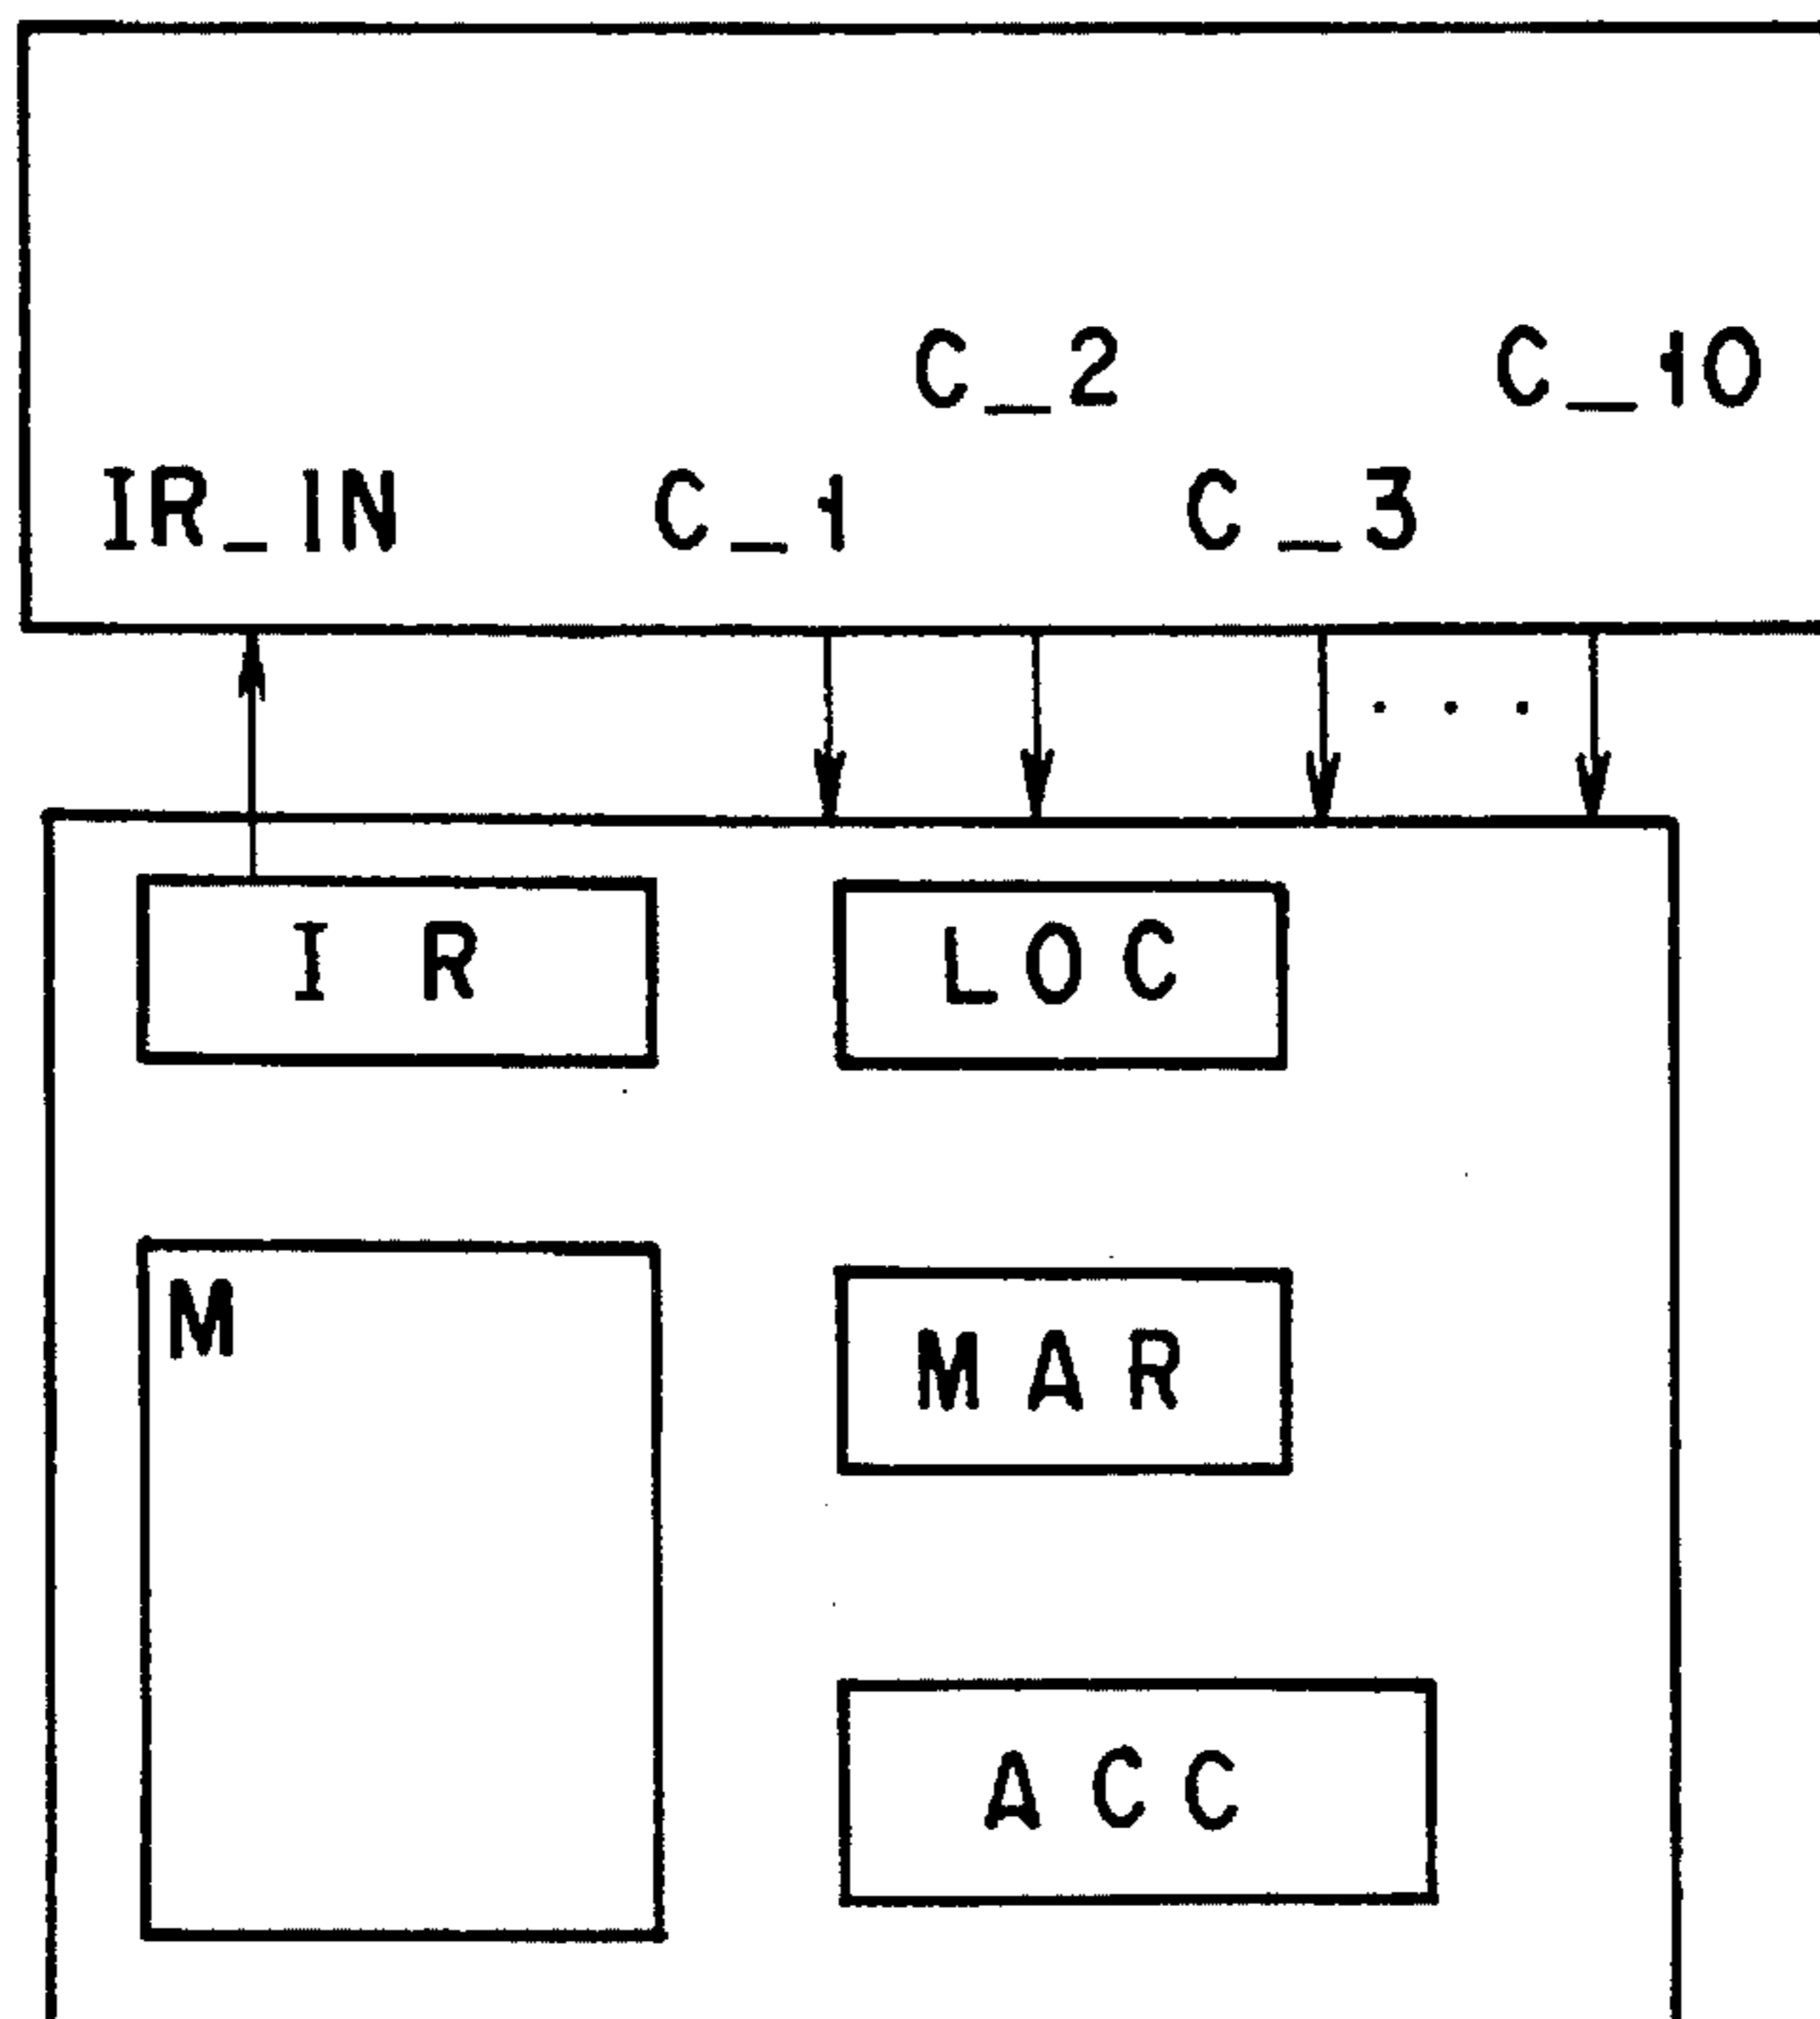 C_2 C_10
IR_IN C_1 C_3
. . .
IR LOC
M
MAR
ACC